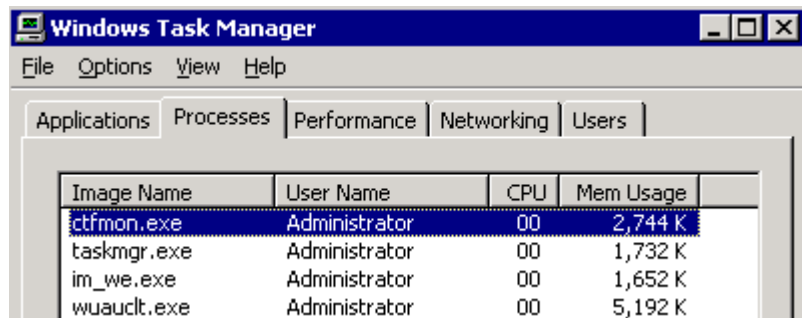 Windows Task Manager
File Options View Help
Applications Processes Performance Networking Users
Image Name User Name CPU Mem Usage
ctfmon.exe Administrator 00 2,744 K
taskmgr.exe Administrator 00 1,732 K
im_we.exe Administrator 00 1,652 K
wuauclt.exe Administrator 00 5,192 K